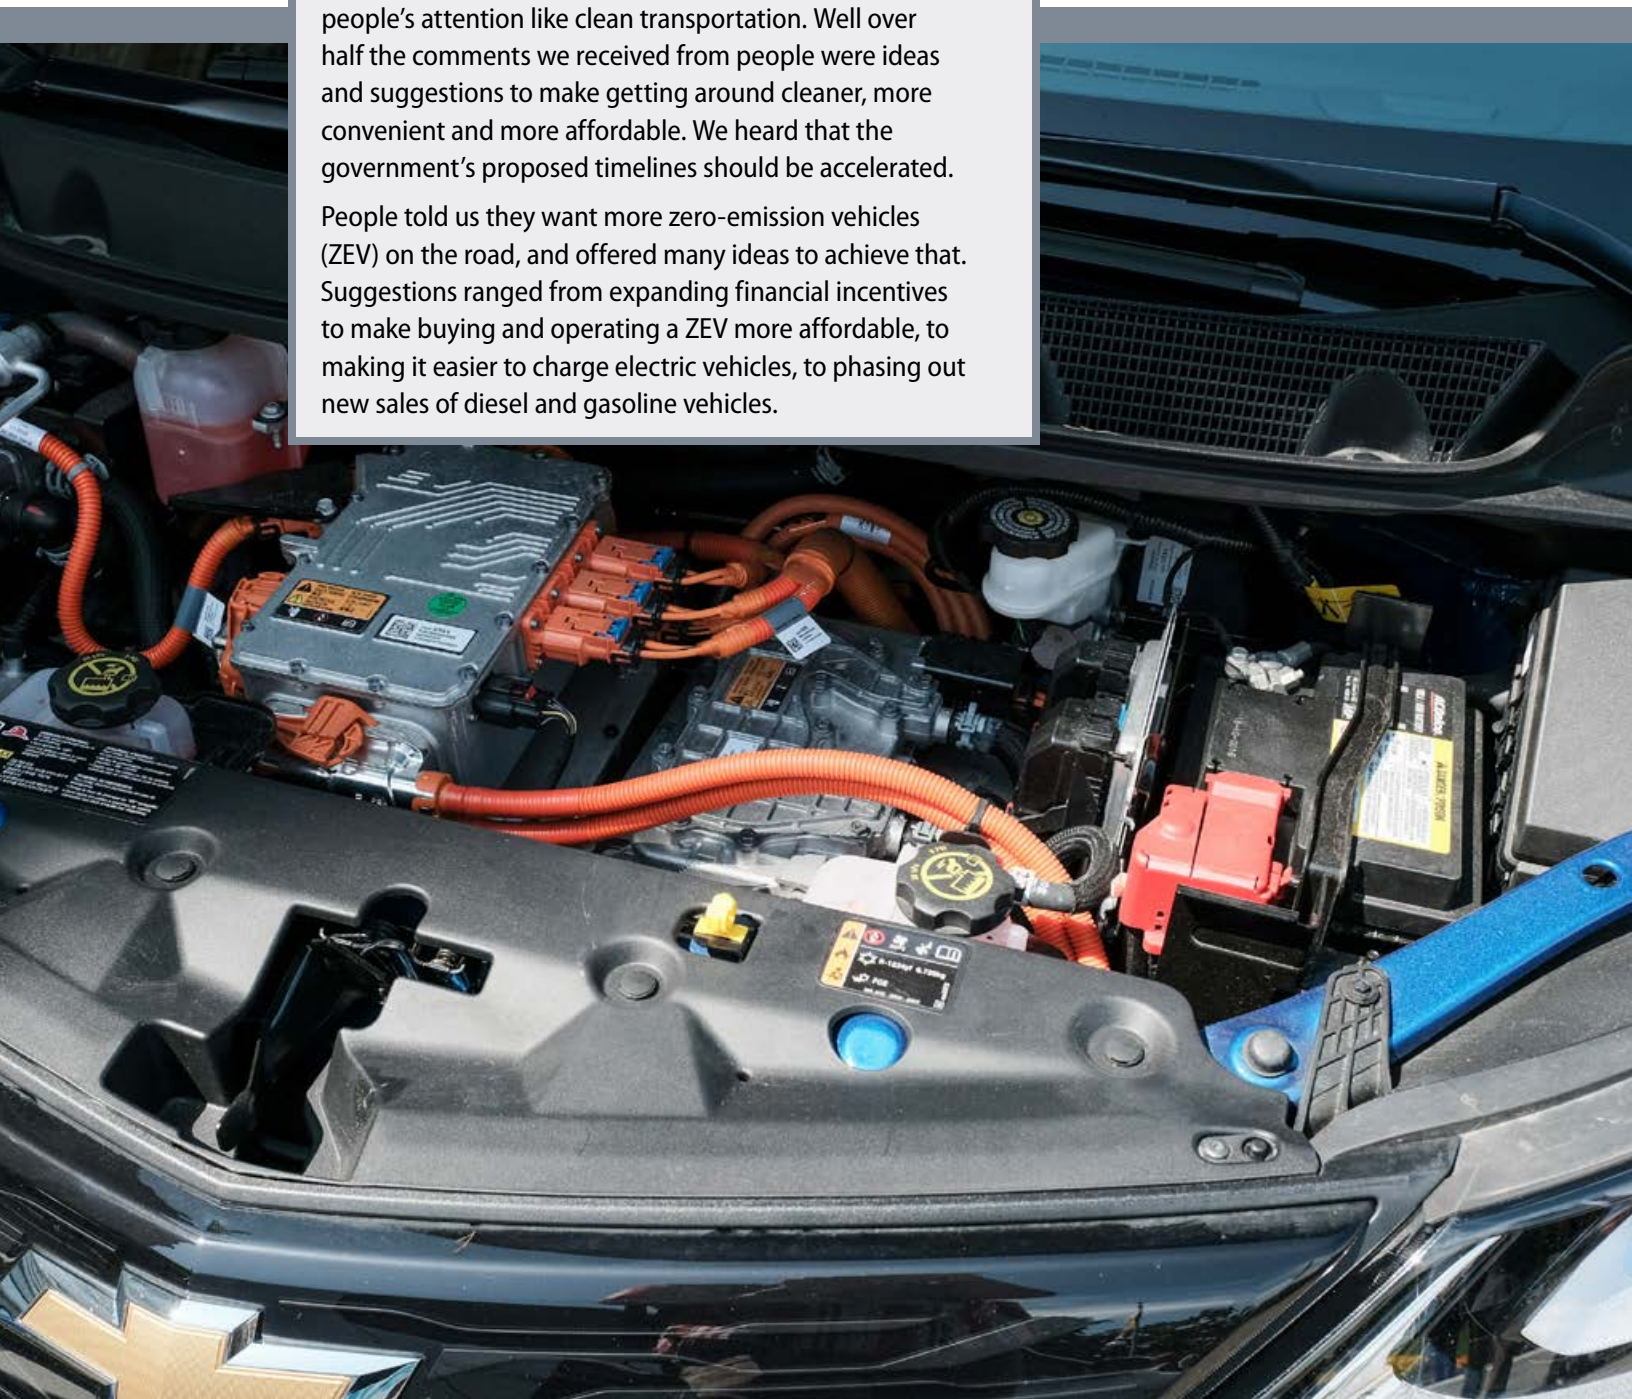 people’s attention like clean transportation. Well over
half the comments we received from people were ideas
and suggestions to make getting around cleaner, more
convenient and more affordable. We heard that the
government’s proposed timelines should be accelerated.
People told us they want more zero-emission vehicles
(ZEV) on the road, and offered many ideas to achieve that.
Suggestions ranged from expanding financial incentives
to make buying and operating a ZEV more affordable, to
making it easier to charge electric vehicles, to phasing out
new sales of diesel and gasoline vehicles.